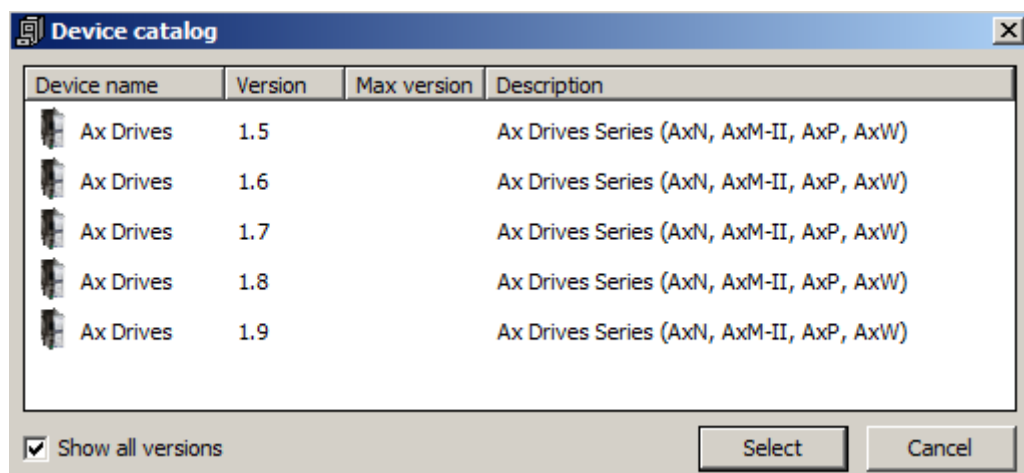 Device catalog
Device name Version Max version Description
Ax Drives 1.5 Ax Drives Series (AxN, AxM-II, AxP, AxW)
Ax Drives 1.6 Ax Drives Series (AxN, AxM-II, AxP, AxW)
Ax Drives 1.7 Ax Drives Series (AxN, AxM-II, AxP, AxW)
Ax Drives 1.8 Ax Drives Series (AxN, AxM-II, AxP, AxW)
Ax Drives 1.9 Ax Drives Series (AxN, AxM-II, AxP, AxW)
Show all versions Select Cancel